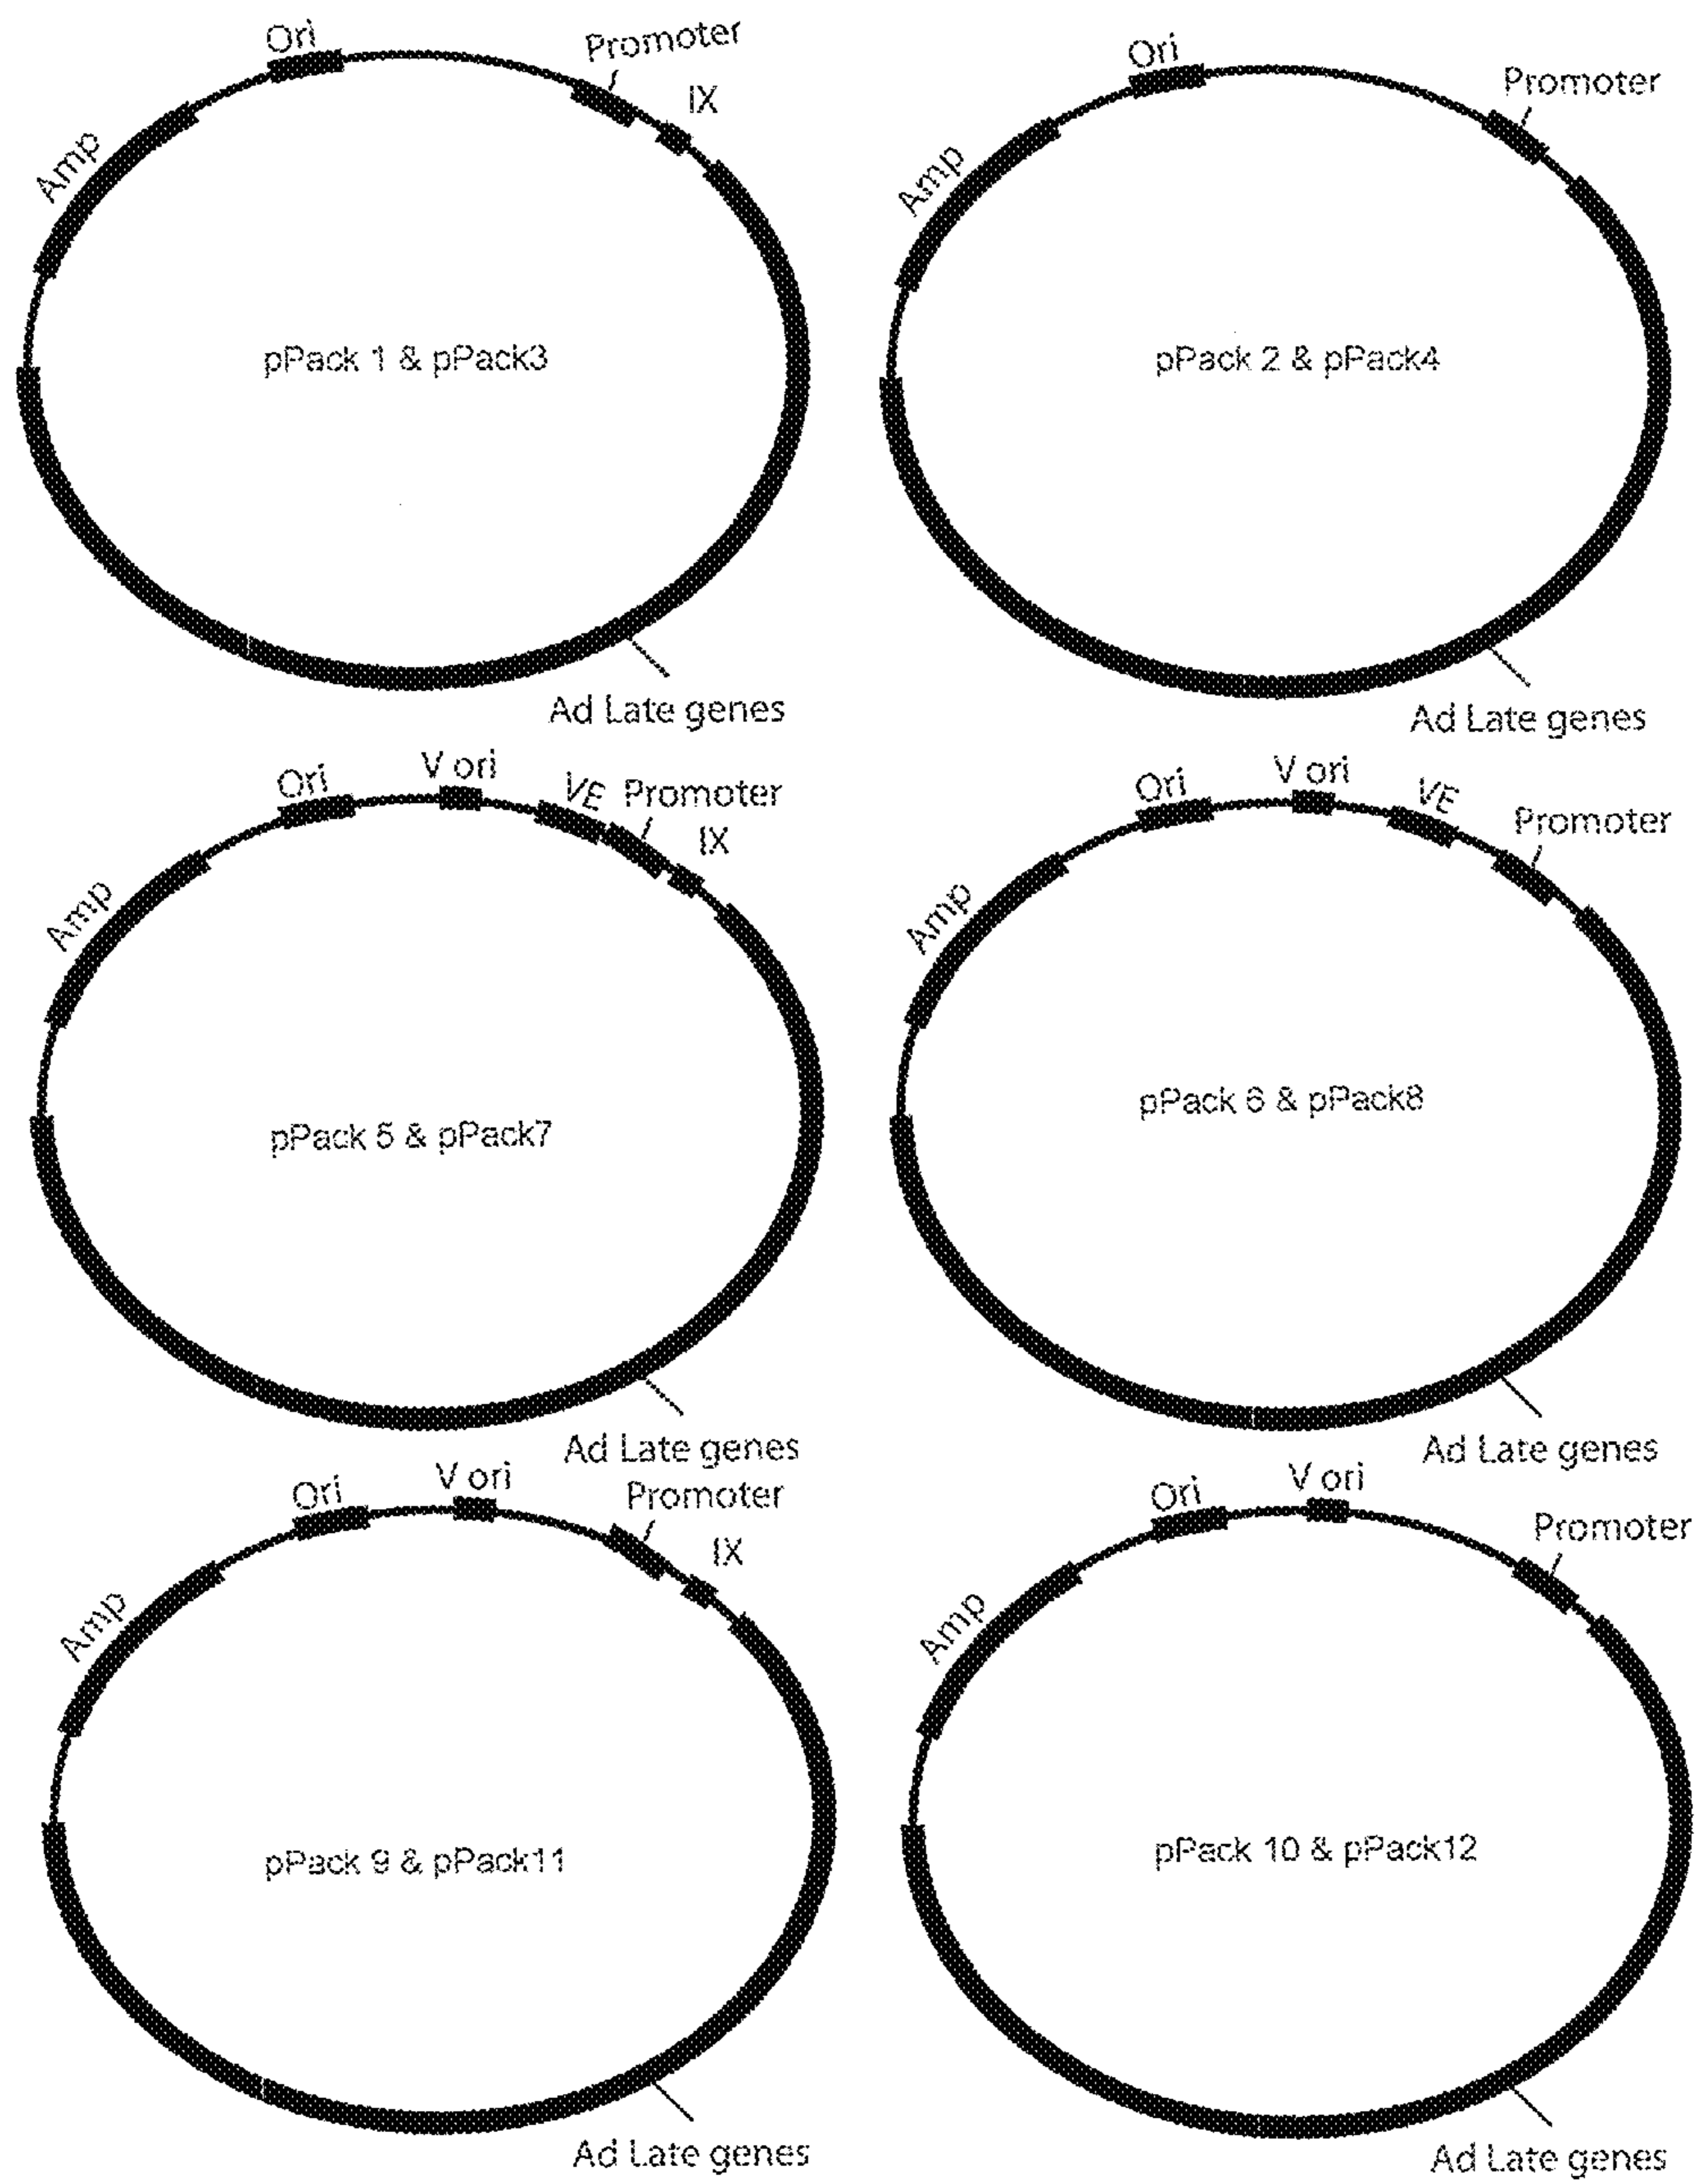 Ori
Promoter
IX
Amp
pPack 1 & pPack3
Ad Late genes
Ori
Promoter
Amp
pPack 2 & pPack4
Ad Late genes
Ori
V ori
VE
Promoter
IX
Amp
pPack 5 & pPack7
Ad Late genes
Ori
V ori
VE
Promoter
Amp
pPack 6 & pPack8
Ad Late genes
Ori
V ori
Promoter
IX
Amp
pPack 9 & pPack11
Ad Late genes
Ori
V ori
Promoter
Amp
pPack 10 & pPack12
Ad Late genes